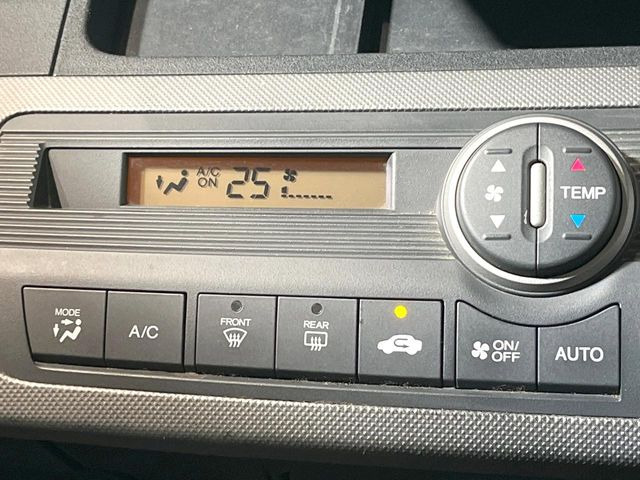 A/C
ON
25
TEMP
MODE
A/C
FRONT
REAR
ON/
OFF
AUTO